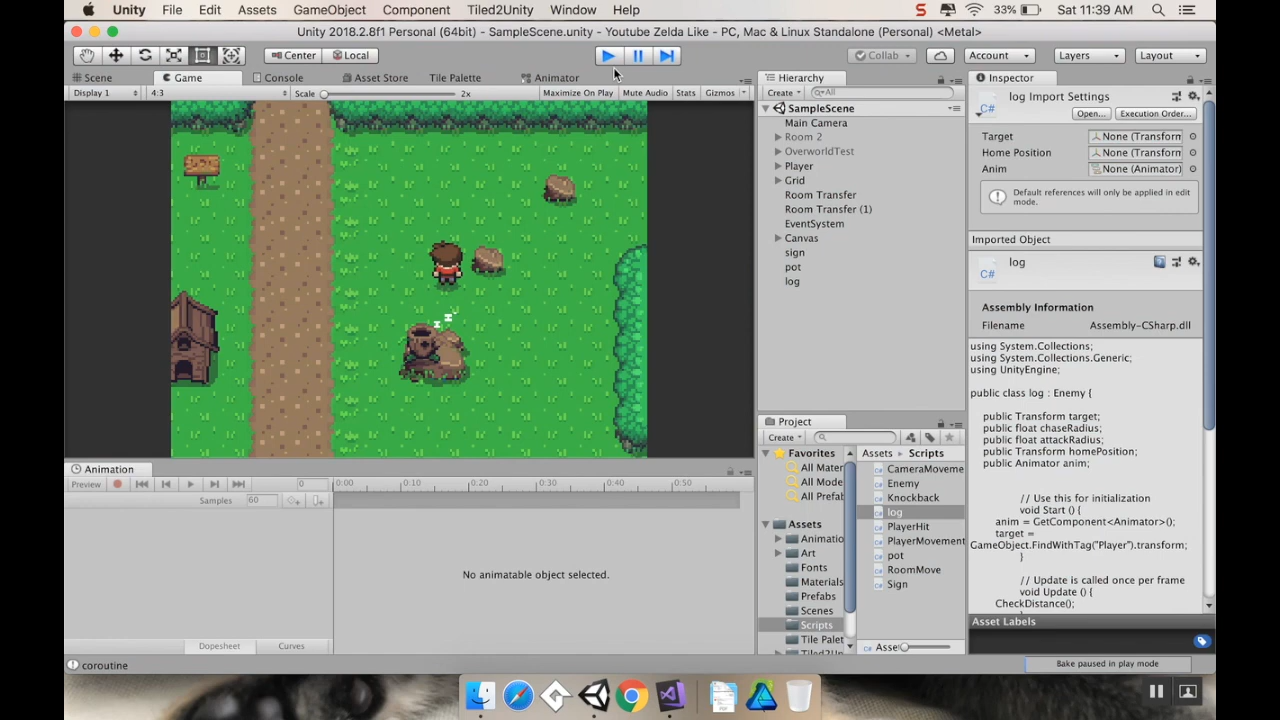 Unity File Edit Assets GameObject Component Tiled2Unity Window Help 33% Sat 11:39 AM
Unity 2018.2.8f1 Personal (64bit) - SampleScene.unity - Youtube Zelda Like - PC, Mac & Linux Standalone (Personal) <Metal>
Center Local Collab Account Layers Layout
Scene Game Console Asset Store Tile Palette Animator
Display 1 4:3 Scale 2x Maximize On Play Mute Audio Stats Gizmos
Hierarchy
Create All
SampleScene
Main Camera
Room 2
OverworldTest
Player
Grid
Room Transfer
Room Transfer (1)
EventSystem
Canvas
sign
pot
log
Project
Create
Favorites
All Mater
All Mode
All Prefab
Assets
Animatio
Art
Fonts
Materials
Prefabs
Scenes
Scripts
Tile Palet
Tiled2Un
Assets Scripts
CameraMoveme
Enemy
Knockback
log
PlayerHit
PlayerMovement
pot
RoomMove
Sign
Asse
Inspector
log Import Settings
Open... Execution Order...
Target None (Transform
Home Position None (Transform
Anim None (Animator)
Default references will only be applied in edit
mode.
Imported Object
log
Assembly Information
Filename Assembly-CSharp.dll
using System.Collections;
using System.Collections.Generic;
using UnityEngine;
public class log : Enemy {
public Transform target;
public float chaseRadius;
public float attackRadius;
public Transform homePosition;
public Animator anim;
// Use this for initialization
void Start () {
anim = GetComponent<Animator>();
target =
GameObject.FindWithTag("Player").transform;
}
// Update is called once per frame
void Update () {
CheckDistance();
Asset Labels
Animation
Preview 0 0:00 0:10 0:20 0:30 0:40 0:50
Samples 60
No animatable object selected.
Dopesheet Curves
coroutine
Bake paused in play mode